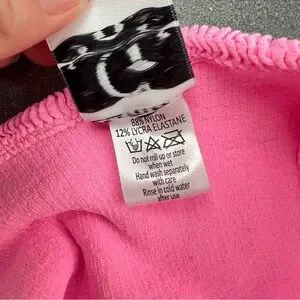 88% NYLON
12% LYCRA ELASTANE
Do not roll up or store
when wet
Hand wash separately
with care
Rinse in cold water
after use